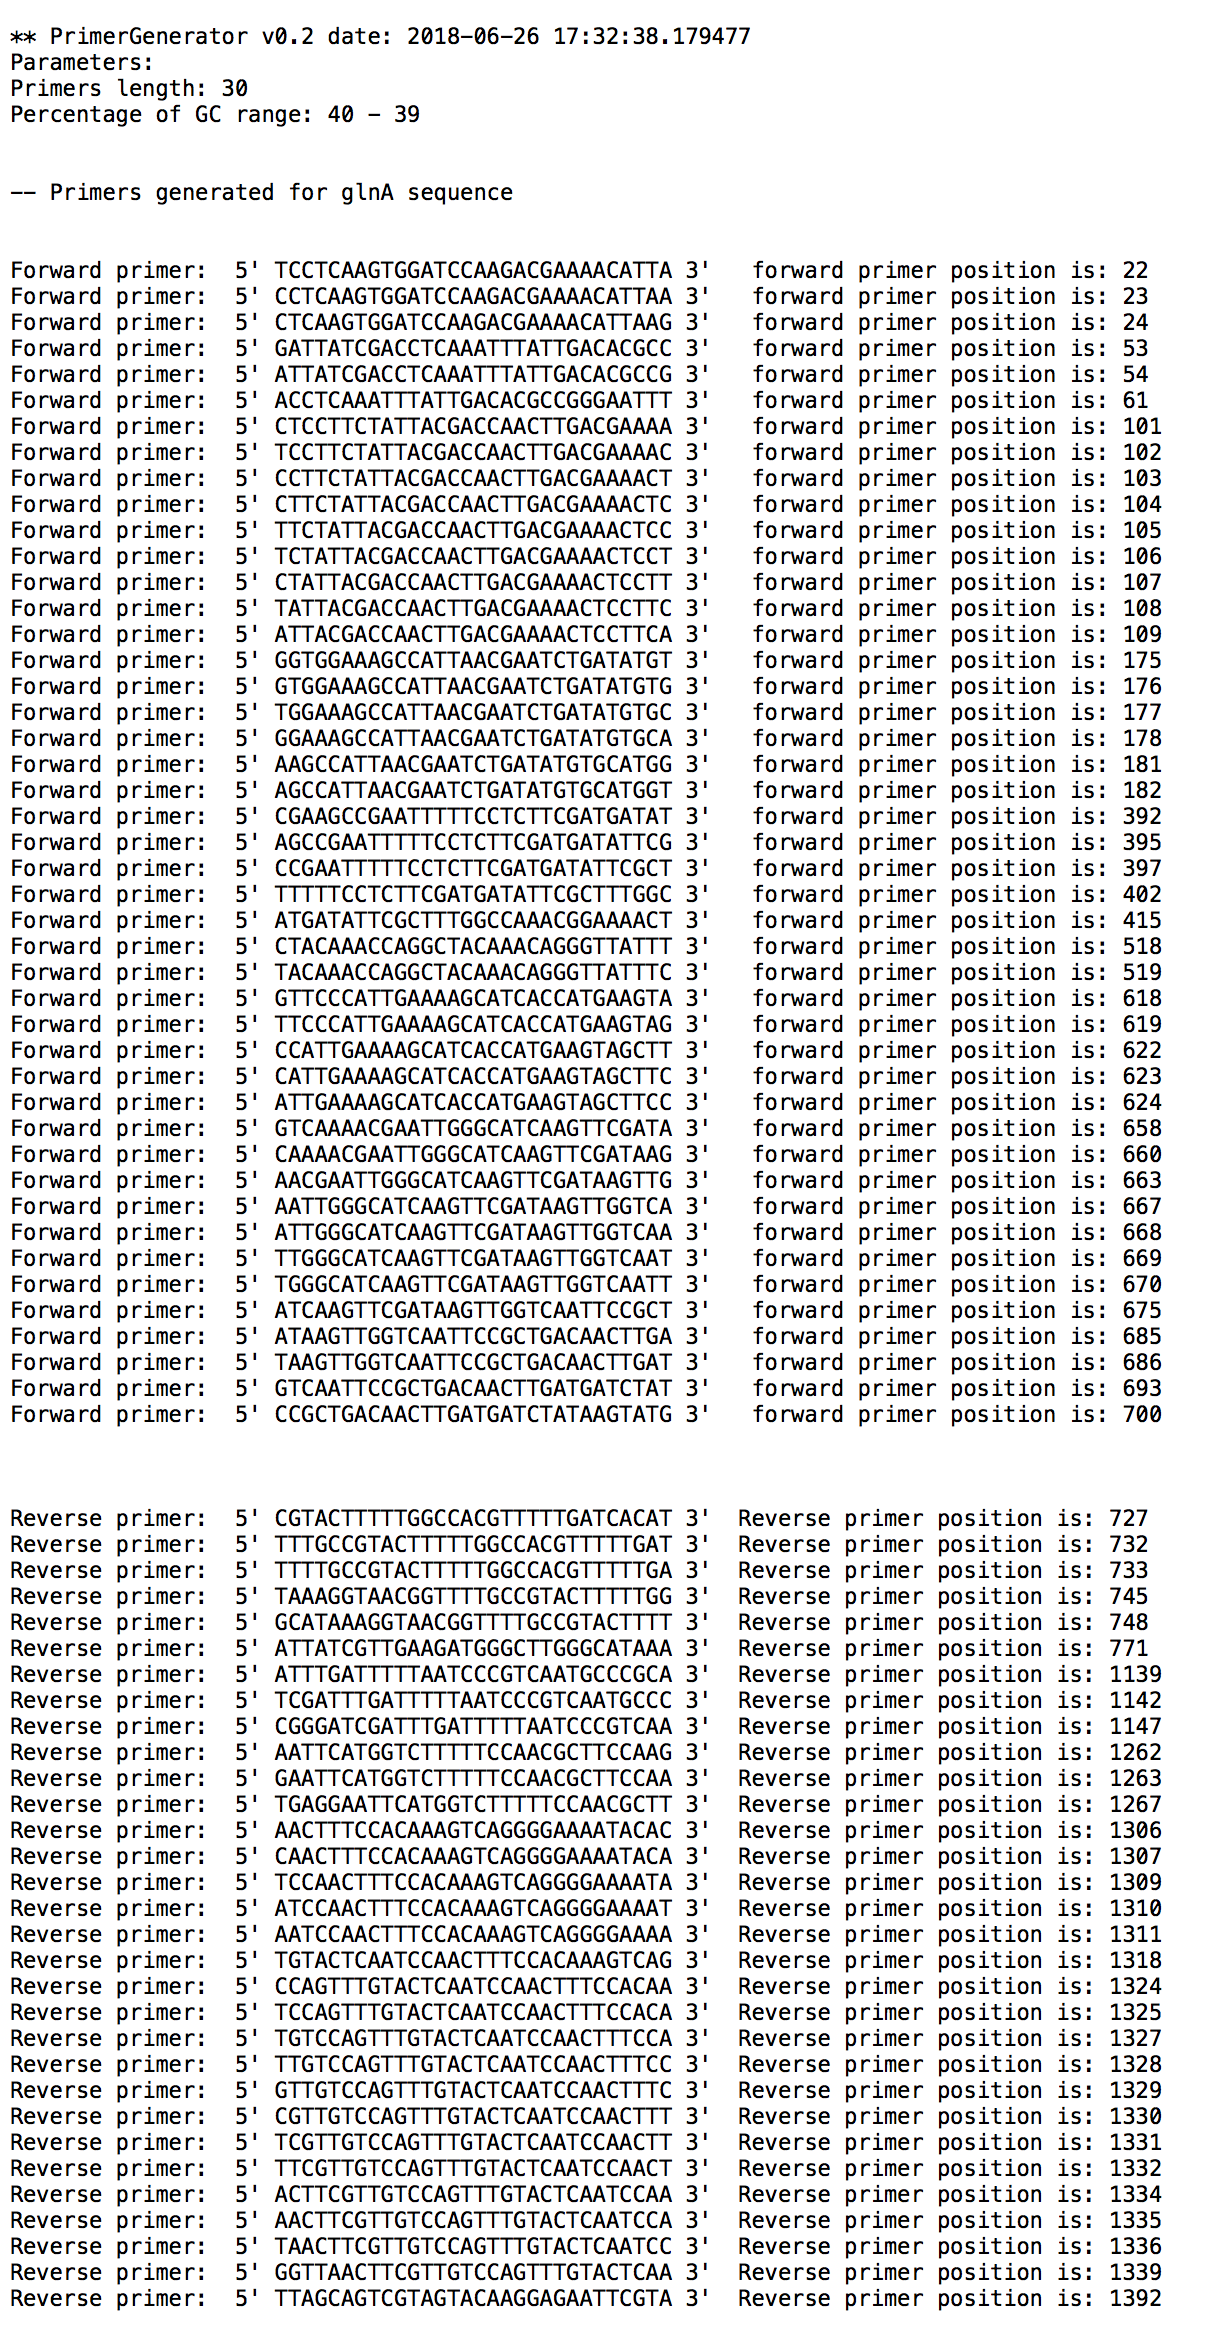 ** PrimerGenerator v0.2 date: 2018-06-26 17:32:38.179477
Parameters:
Primers length: 30
Percentage of GC range: 40 - 39
-- Primers generated for glnA sequence
Forward primer:  5' TCCTCAAGTGGATCCAAGACGAAAACATTA 3'   forward primer position is: 22
Forward primer:  5' CCTCAAGTGGATCCAAGACGAAAACATTAA 3'   forward primer position is: 23
Forward primer:  5' CTCAAGTGGATCCAAGACGAAAACATTAAG 3'   forward primer position is: 24
Forward primer:  5' GATTATCGACCTCAAATTTATTGACACGCC 3'   forward primer position is: 53
Forward primer:  5' ATTATCGACCTCAAATTTATTGACACGCCG 3'   forward primer position is: 54
Forward primer:  5' ACCTCAAATTTATTGACACGCCGGGAATTT 3'   forward primer position is: 61
Forward primer:  5' CTCCTTCTATTACGACCAACTTGACGAAAA 3'   forward primer position is: 101
Forward primer:  5' TCCTTCTATTACGACCAACTTGACGAAAAC 3'   forward primer position is: 102
Forward primer:  5' CCTTCTATTACGACCAACTTGACGAAAACT 3'   forward primer position is: 103
Forward primer:  5' CTTCTATTACGACCAACTTGACGAAAACTC 3'   forward primer position is: 104
Forward primer:  5' TTCTATTACGACCAACTTGACGAAAACTCC 3'   forward primer position is: 105
Forward primer:  5' TCTATTACGACCAACTTGACGAAAACTCCT 3'   forward primer position is: 106
Forward primer:  5' CTATTACGACCAACTTGACGAAAACTCCTT 3'   forward primer position is: 107
Forward primer:  5' TATTACGACCAACTTGACGAAAACTCCTTC 3'   forward primer position is: 108
Forward primer:  5' ATTACGACCAACTTGACGAAAACTCCTTCA 3'   forward primer position is: 109
Forward primer:  5' GGTGGAAAGCCATTAACGAATCTGATATGT 3'   forward primer position is: 175
Forward primer:  5' GTGGAAAGCCATTAACGAATCTGATATGTG 3'   forward primer position is: 176
Forward primer:  5' TGGAAAGCCATTAACGAATCTGATATGTGC 3'   forward primer position is: 177
Forward primer:  5' GGAAAGCCATTAACGAATCTGATATGTGCA 3'   forward primer position is: 178
Forward primer:  5' AAGCCATTAACGAATCTGATATGTGCATGG 3'   forward primer position is: 181
Forward primer:  5' AGCCATTAACGAATCTGATATGTGCATGGT 3'   forward primer position is: 182
Forward primer:  5' CGAAGCCGAATTTTTCCTCTTCGATGATAT 3'   forward primer position is: 392
Forward primer:  5' AGCCGAATTTTTCCTCTTCGATGATATTCG 3'   forward primer position is: 395
Forward primer:  5' CCGAATTTTTCCTCTTCGATGATATTCGCT 3'   forward primer position is: 397
Forward primer:  5' TTTTTCCTCTTCGATGATATTCGCTTTGGC 3'   forward primer position is: 402
Forward primer:  5' ATGATATTCGCTTTGGCCAAACGGAAAACT 3'   forward primer position is: 415
Forward primer:  5' CTACAAACCAGGCTACAAACAGGGTTATTT 3'   forward primer position is: 518
Forward primer:  5' TACAAACCAGGCTACAAACAGGGTTATTTC 3'   forward primer position is: 519
Forward primer:  5' GTTCCCATTGAAAAGCATCACCATGAAGTA 3'   forward primer position is: 618
Forward primer:  5' TTCCCATTGAAAAGCATCACCATGAAGTAG 3'   forward primer position is: 619
Forward primer:  5' CCATTGAAAAGCATCACCATGAAGTAGCTT 3'   forward primer position is: 622
Forward primer:  5' CATTGAAAAGCATCACCATGAAGTAGCTTC 3'   forward primer position is: 623
Forward primer:  5' ATTGAAAAGCATCACCATGAAGTAGCTTCC 3'   forward primer position is: 624
Forward primer:  5' GTCAAAACGAATTGGGCATCAAGTTCGATA 3'   forward primer position is: 658
Forward primer:  5' CAAAACGAATTGGGCATCAAGTTCGATAAG 3'   forward primer position is: 660
Forward primer:  5' AACGAATTGGGCATCAAGTTCGATAAGTTG 3'   forward primer position is: 663
Forward primer:  5' AATTGGGCATCAAGTTCGATAAGTTGGTCA 3'   forward primer position is: 667
Forward primer:  5' ATTGGGCATCAAGTTCGATAAGTTGGTCAA 3'   forward primer position is: 668
Forward primer:  5' TTGGGCATCAAGTTCGATAAGTTGGTCAAT 3'   forward primer position is: 669
Forward primer:  5' TGGGCATCAAGTTCGATAAGTTGGTCAATT 3'   forward primer position is: 670
Forward primer:  5' ATCAAGTTCGATAAGTTGGTCAATTCCGCT 3'   forward primer position is: 675
Forward primer:  5' ATAAGTTGGTCAATTCCGCTGACAACTTGA 3'   forward primer position is: 685
Forward primer:  5' TAAGTTGGTCAATTCCGCTGACAACTTGAT 3'   forward primer position is: 686
Forward primer:  5' GTCAATTCCGCTGACAACTTGATGATCTAT 3'   forward primer position is: 693
Forward primer:  5' CCGCTGACAACTTGATGATCTATAAGTATG 3'   forward primer position is: 700
Reverse primer:  5' CGTACTTTTTGGCCACGTTTTTGATCACAT 3'  Reverse primer position is: 727
Reverse primer:  5' TTTGCCGTACTTTTTGGCCACGTTTTTGAT 3'  Reverse primer position is: 732
Reverse primer:  5' TTTTGCCGTACTTTTTGGCCACGTTTTTGA 3'  Reverse primer position is: 733
Reverse primer:  5' TAAAGGTAACGGTTTTGCCGTACTTTTTGG 3'  Reverse primer position is: 745
Reverse primer:  5' GCATAAAGGTAACGGTTTTGCCGTACTTTT 3'  Reverse primer position is: 748
Reverse primer:  5' ATTATCGTTGAAGATGGGCTTGGGCATAAA 3'  Reverse primer position is: 771
Reverse primer:  5' ATTTGATTTTTAATCCCGTCAATGCCCGCA 3'  Reverse primer position is: 1139
Reverse primer:  5' TCGATTTGATTTTTAATCCCGTCAATGCCC 3'  Reverse primer position is: 1142
Reverse primer:  5' CGGGATCGATTTGATTTTTAATCCCGTCAA 3'  Reverse primer position is: 1147
Reverse primer:  5' AATTCATGGTCTTTTTCCAACGCTTCCAAG 3'  Reverse primer position is: 1262
Reverse primer:  5' GAATTCATGGTCTTTTTCCAACGCTTCCAA 3'  Reverse primer position is: 1263
Reverse primer:  5' TGAGGAATTCATGGTCTTTTTCCAACGCTT 3'  Reverse primer position is: 1267
Reverse primer:  5' AACTTTCCACAAAGTCAGGGGAAAATACAC 3'  Reverse primer position is: 1306
Reverse primer:  5' CAACTTTCCACAAAGTCAGGGGAAAATACA 3'  Reverse primer position is: 1307
Reverse primer:  5' TCCAACTTTCCACAAAGTCAGGGGAAAATA 3'  Reverse primer position is: 1309
Reverse primer:  5' ATCCAACTTTCCACAAAGTCAGGGGAAAAT 3'  Reverse primer position is: 1310
Reverse primer:  5' AATCCAACTTTCCACAAAGTCAGGGGAAAA 3'  Reverse primer position is: 1311
Reverse primer:  5' TGTACTCAATCCAACTTTCCACAAAGTCAG 3'  Reverse primer position is: 1318
Reverse primer:  5' CCAGTTTGTACTCAATCCAACTTTCCACAA 3'  Reverse primer position is: 1324
Reverse primer:  5' TCCAGTTTGTACTCAATCCAACTTTCCACA 3'  Reverse primer position is: 1325
Reverse primer:  5' TGTCCAGTTTGTACTCAATCCAACTTTCCA 3'  Reverse primer position is: 1327
Reverse primer:  5' TTGTCCAGTTTGTACTCAATCCAACTTTCC 3'  Reverse primer position is: 1328
Reverse primer:  5' GTTGTCCAGTTTGTACTCAATCCAACTTTC 3'  Reverse primer position is: 1329
Reverse primer:  5' CGTTGTCCAGTTTGTACTCAATCCAACTTT 3'  Reverse primer position is: 1330
Reverse primer:  5' TCGTTGTCCAGTTTGTACTCAATCCAACTT 3'  Reverse primer position is: 1331
Reverse primer:  5' TTCGTTGTCCAGTTTGTACTCAATCCAACT 3'  Reverse primer position is: 1332
Reverse primer:  5' ACTTCGTTGTCCAGTTTGTACTCAATCCAA 3'  Reverse primer position is: 1334
Reverse primer:  5' AACTTCGTTGTCCAGTTTGTACTCAATCCA 3'  Reverse primer position is: 1335
Reverse primer:  5' TAACTTCGTTGTCCAGTTTGTACTCAATCC 3'  Reverse primer position is: 1336
Reverse primer:  5' GGTTAACTTCGTTGTCCAGTTTGTACTCAA 3'  Reverse primer position is: 1339
Reverse primer:  5' TTAGCAGTCGTAGTACAAGGAGAATTCGTA 3'  Reverse primer position is: 1392